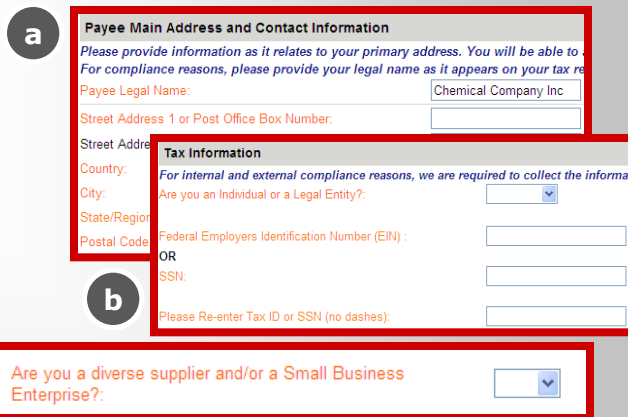 a
Payee Main Address and Contact Information
Please provide information as it relates to your primary address. You will be able to
For compliance reasons, please provide your legal name as it appears on your tax re
Payee Legal Name:
Chemical Company Inc
Street Address 1 or Post Office Box Number:
Street Addre
Country:
City:
State/Region
Postal Code
b
Tax Information
For internal and external compliance reasons, we are required to collect the informa
Are you an Individual or a Legal Entity?:
Federal Employers Identification Number (EIN) :
OR
SSN:
Please Re-enter Tax ID or SSN (no dashes):
Are you a diverse supplier and/or a Small Business
Enterprise?: